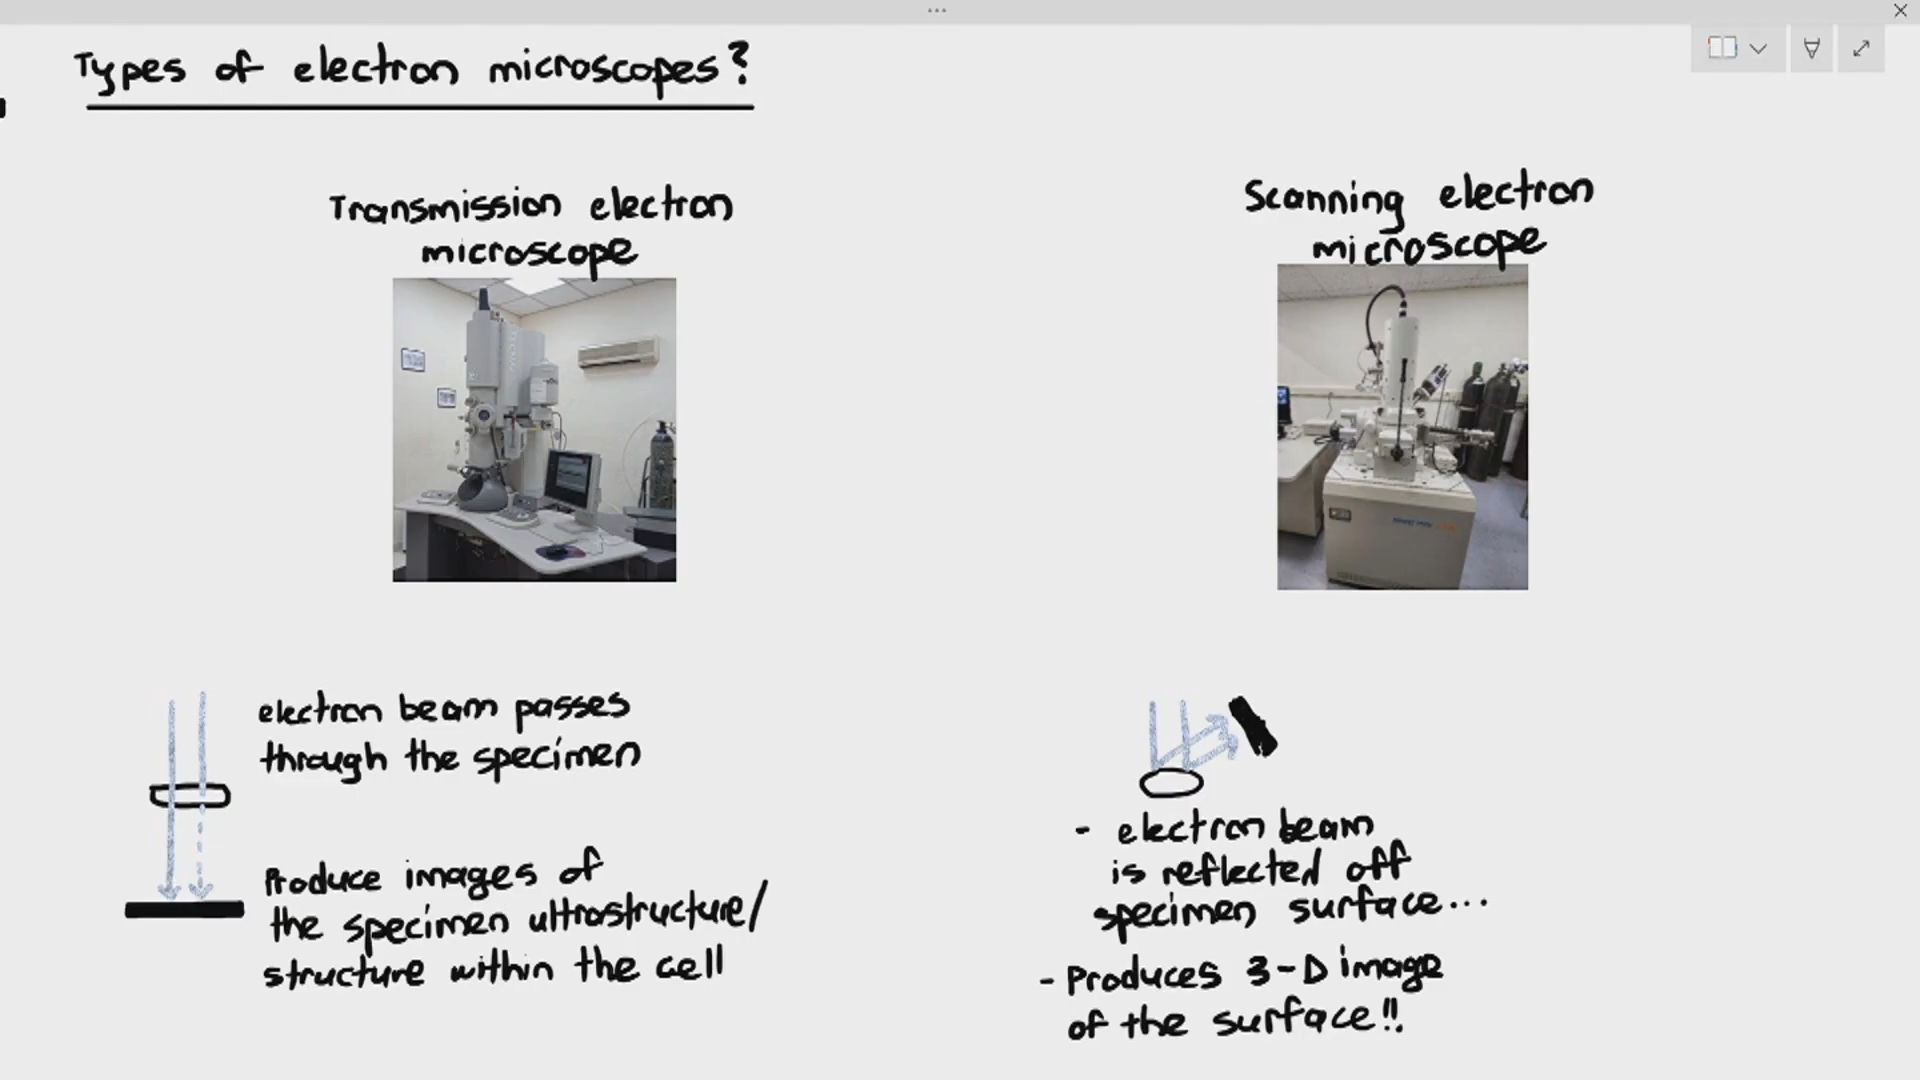 Types of electron microscopes?
Transmission electron
microscope
Scanning electron
microscope
electron beam passes
through the specimen
Produce images of
the specimen ultrastructure/
structure within the cell
- electron beam
is reflected off
specimen surface...
- Produces 3-D image
of the surface!!